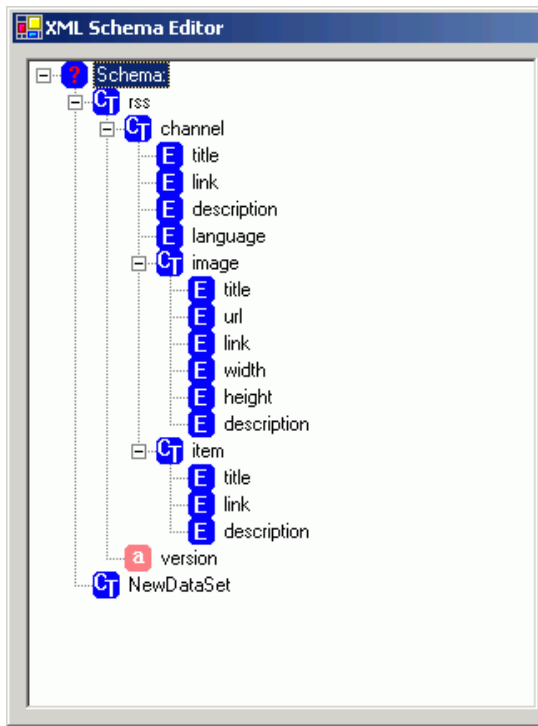 XML Schema Editor
? Schema:
CT rss
CT channel
E title
E link
E description
E language
CT image
E title
E url
E link
E width
E height
E description
CT item
E title
E link
E description
a version
CT NewDataSet